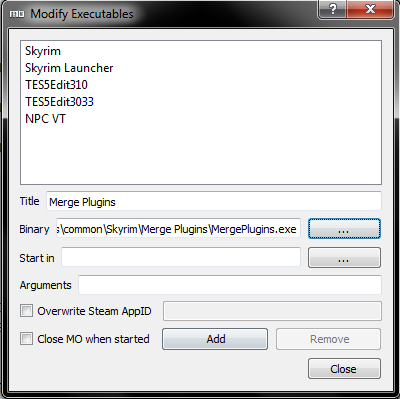 Modify Executables
Skyrim
Skyrim Launcher
TES5Edit310
TES5Edit3033
NPC VT
Title Merge Plugins
Binary s\common\Skyrim\Merge Plugins\MergePlugins.exe ...
Start in ...
Arguments
Overwrite Steam AppID
Close MO when started Add Remove
Close